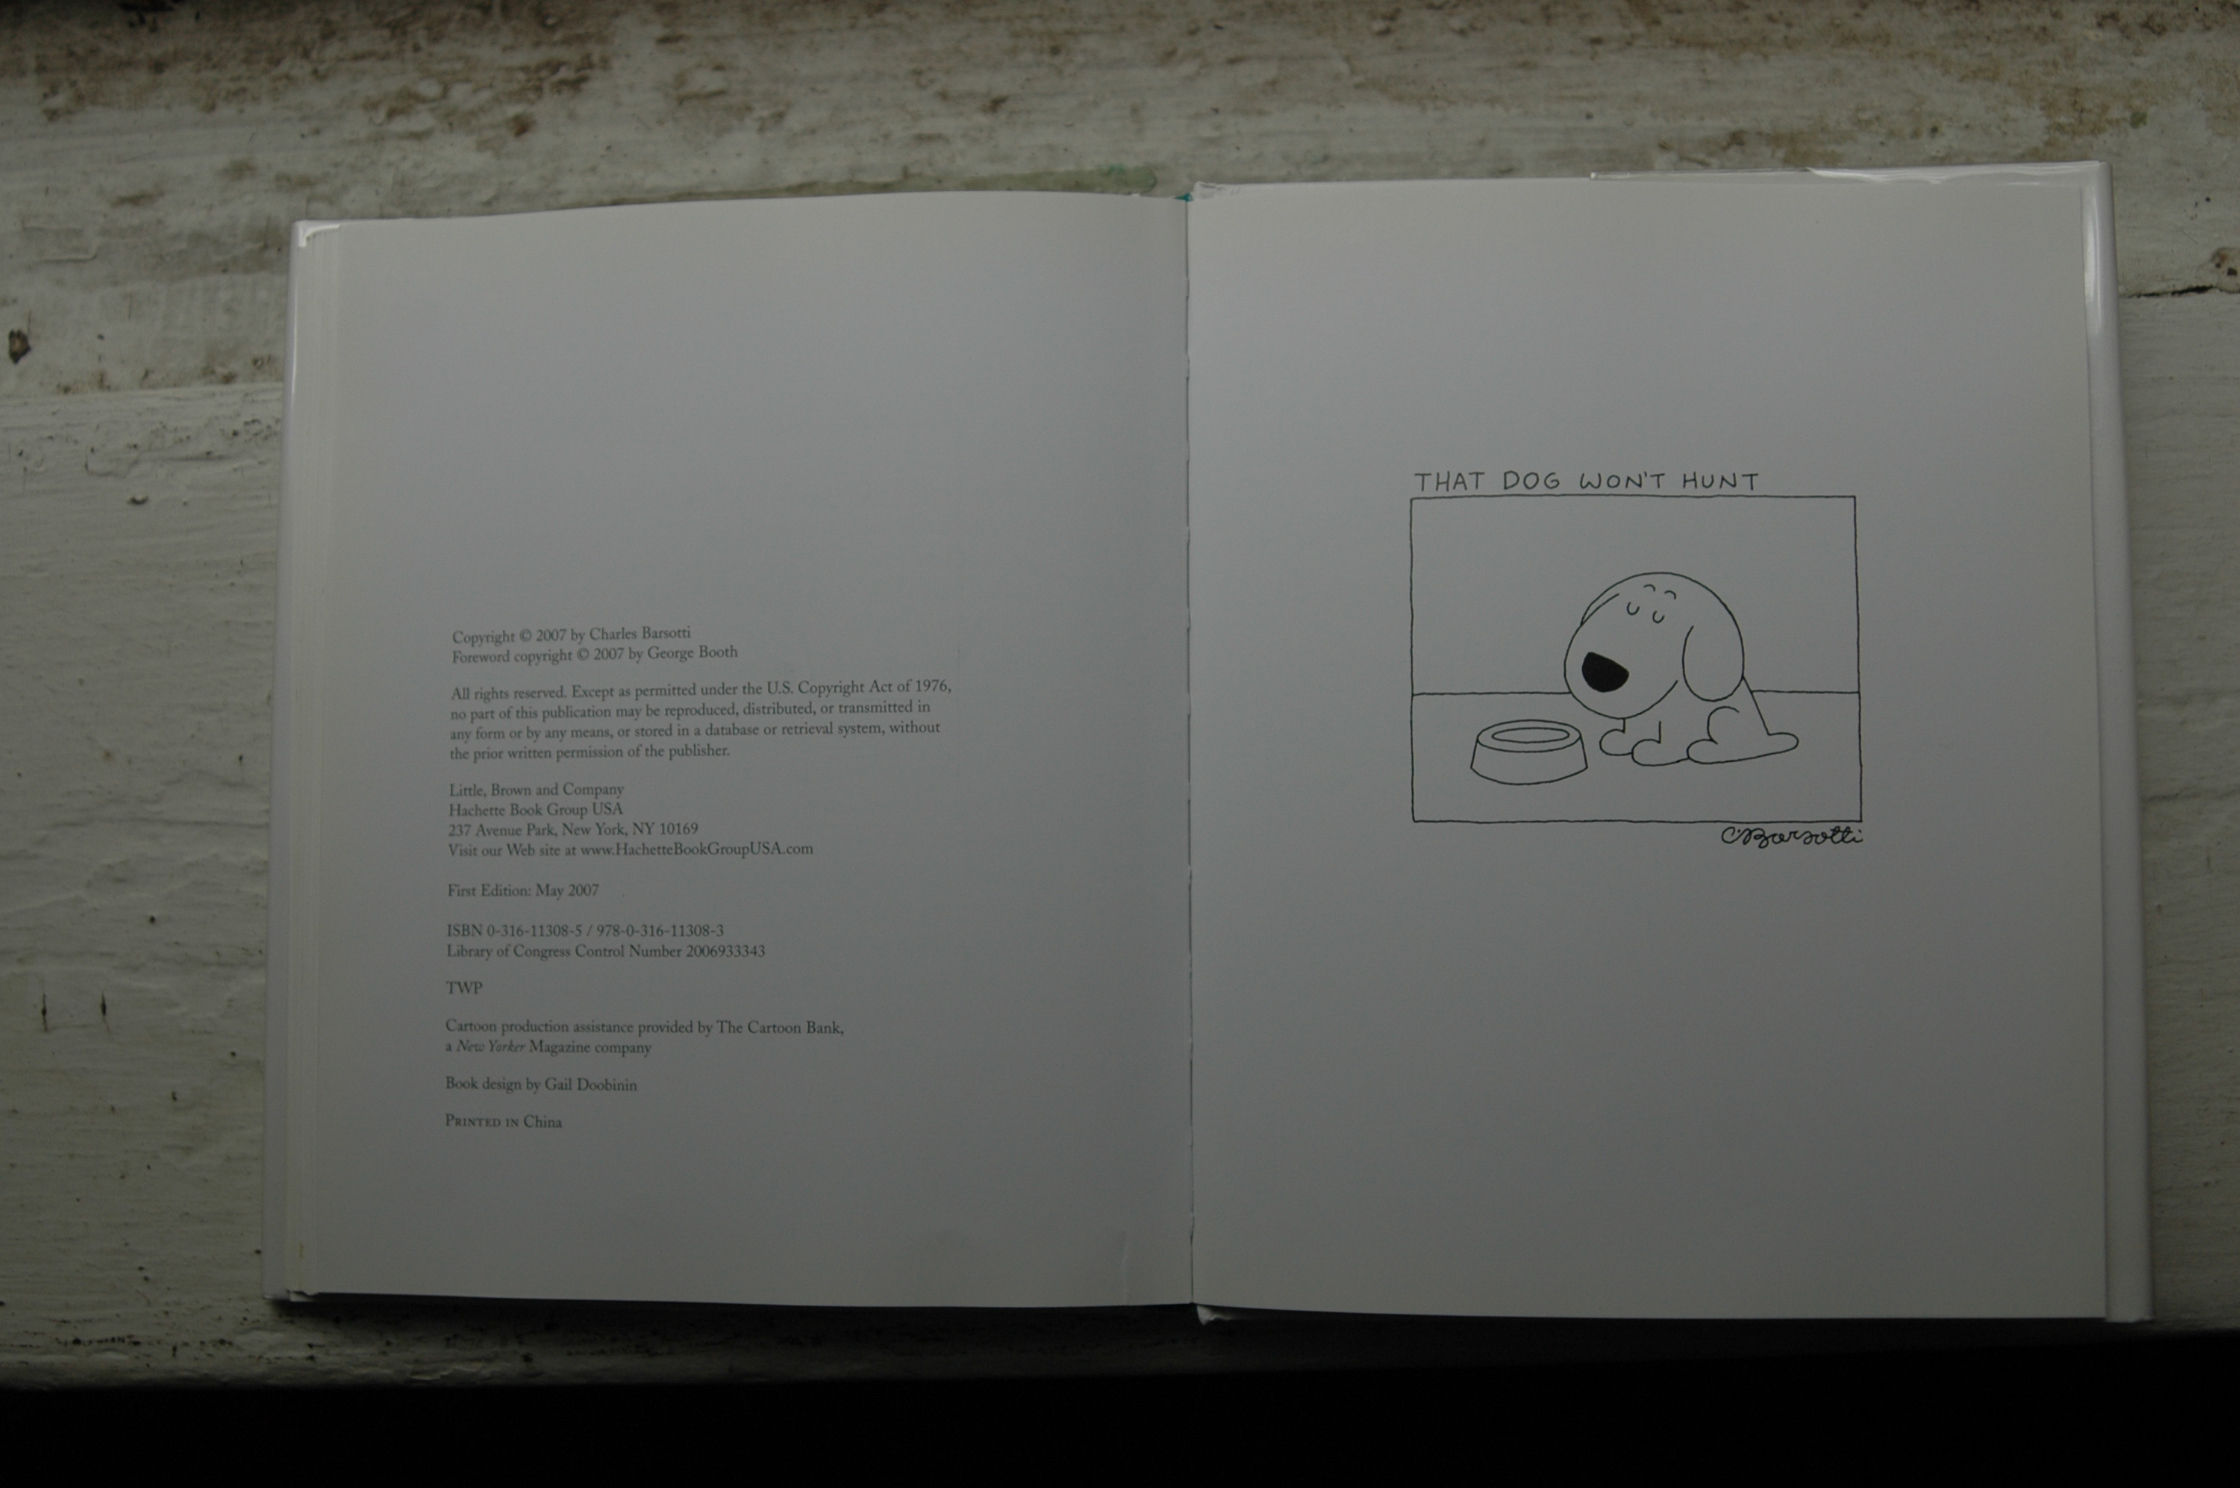 Copyright © 2007 by Charles Barsotti
Foreword copyright © 2007 by George Booth
All rights reserved. Except as permitted under the U.S. Copyright Act of 1976,
no part of this publication may be reproduced, distributed, or transmitted in
any form or by any means, or stored in a database or retrieval system, without
the prior written permission of the publisher.
Little, Brown and Company
Hachette Book Group USA
237 Avenue Park, New York, NY 10169
Visit our Web site at www.HachetteBookGroupUSA.com
First Edition: May 2007
ISBN 0-316-11308-5 / 978-0-316-11308-3
Library of Congress Control Number 2006933343
TWP
Cartoon production assistance provided by The Cartoon Bank,
a New Yorker Magazine company
Book design by Gail Doobinin
PRINTED IN China
THAT DOG WON'T HUNT
CBarsotti